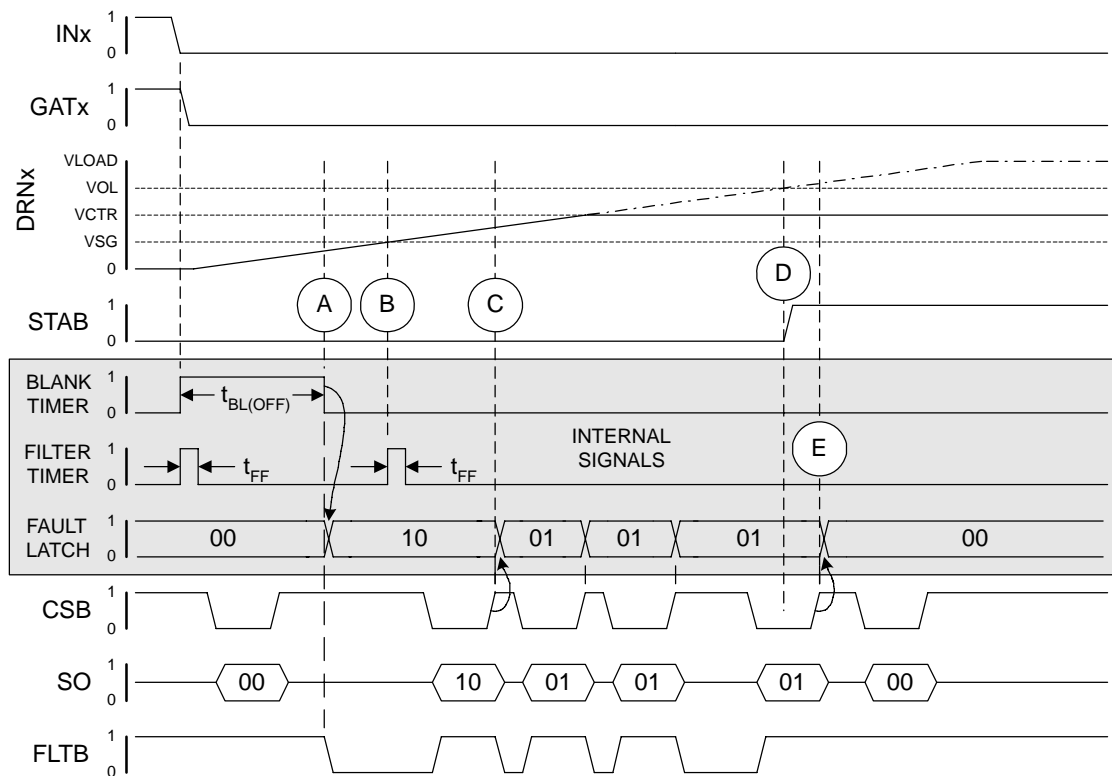 INx
1
0
GATx
1
0
DRNx
VLOAD
VOL
VCTR
VSG
0
A
B
C
D
STAB
1
0
BLANK
TIMER
1
0
tBL(OFF)
FILTER
TIMER
1
0
tFF
tFF
INTERNAL
SIGNALS
E
FAULT
LATCH
1
0
00
10
01
01
01
00
CSB
1
0
SO
1
0
00
10
01
01
01
00
FLTB
1
0